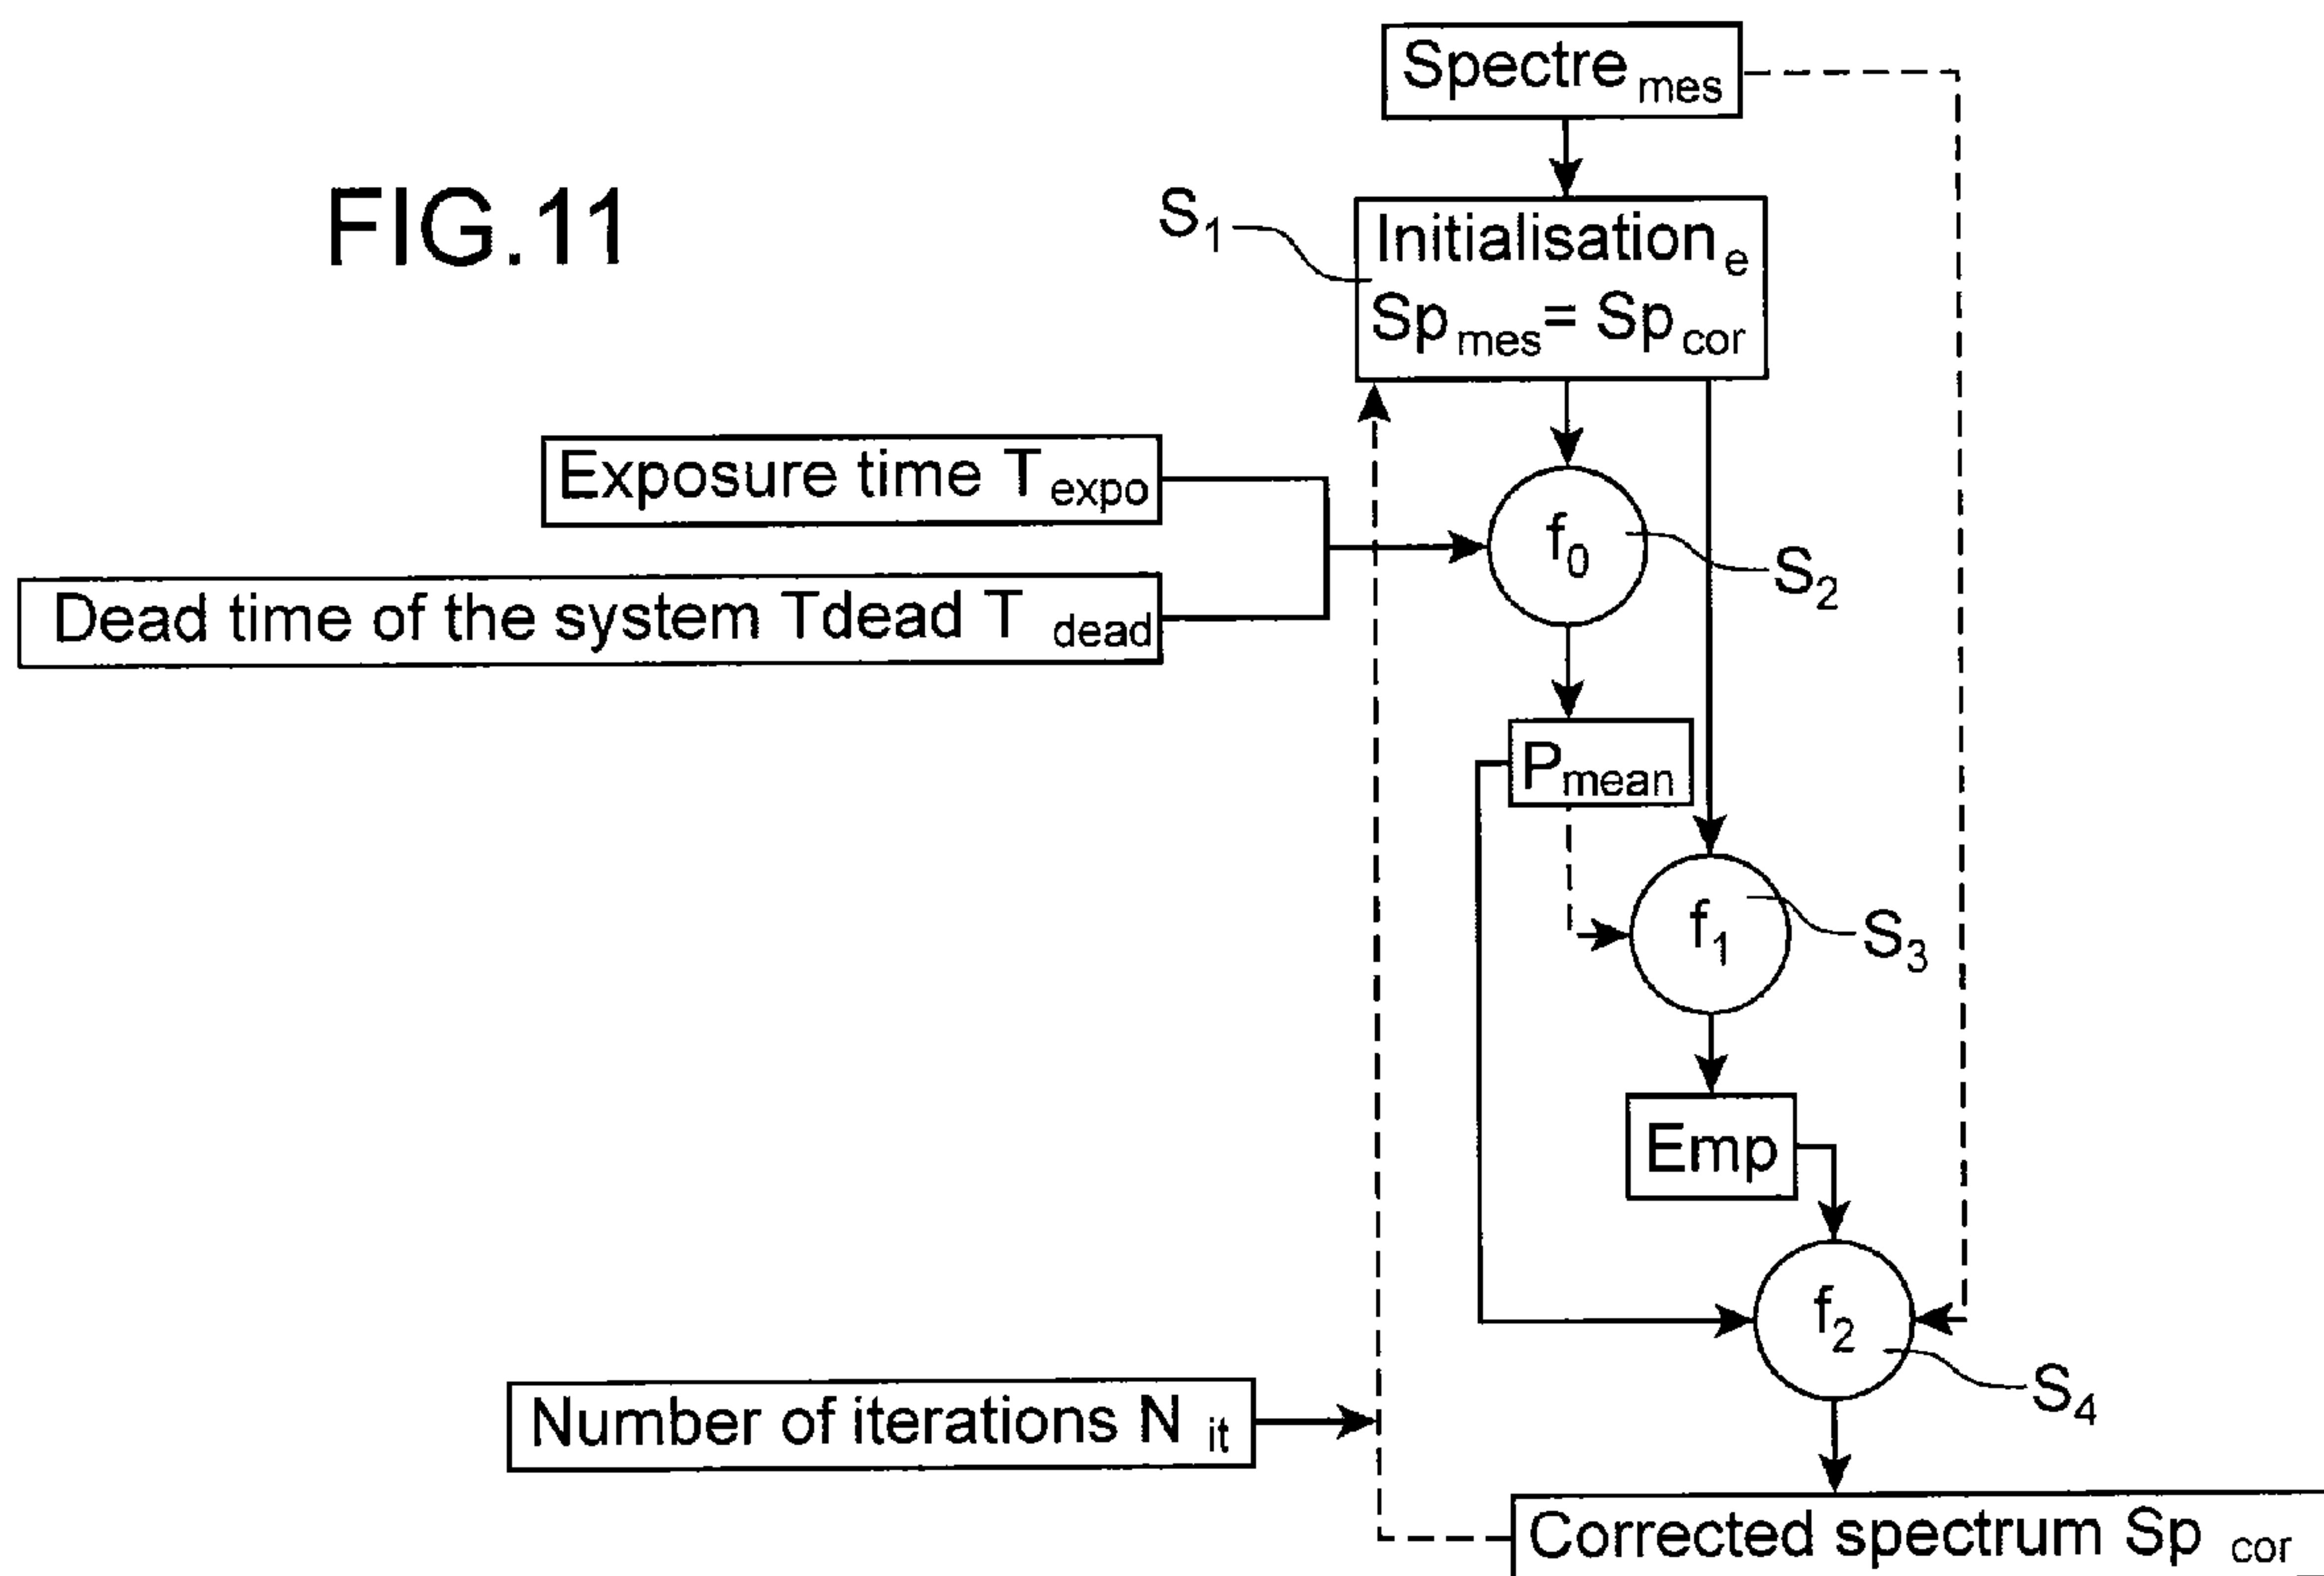 FIG.11
Spectre mes
S1
Initialisation e
Sp mes = Sp cor
Exposure time T expo
Dead time of the system Tdead T dead
f0
S2
Pmean
f1
S3
Emp
f2
S4
Number of iterations N it
Corrected spectrum Sp cor